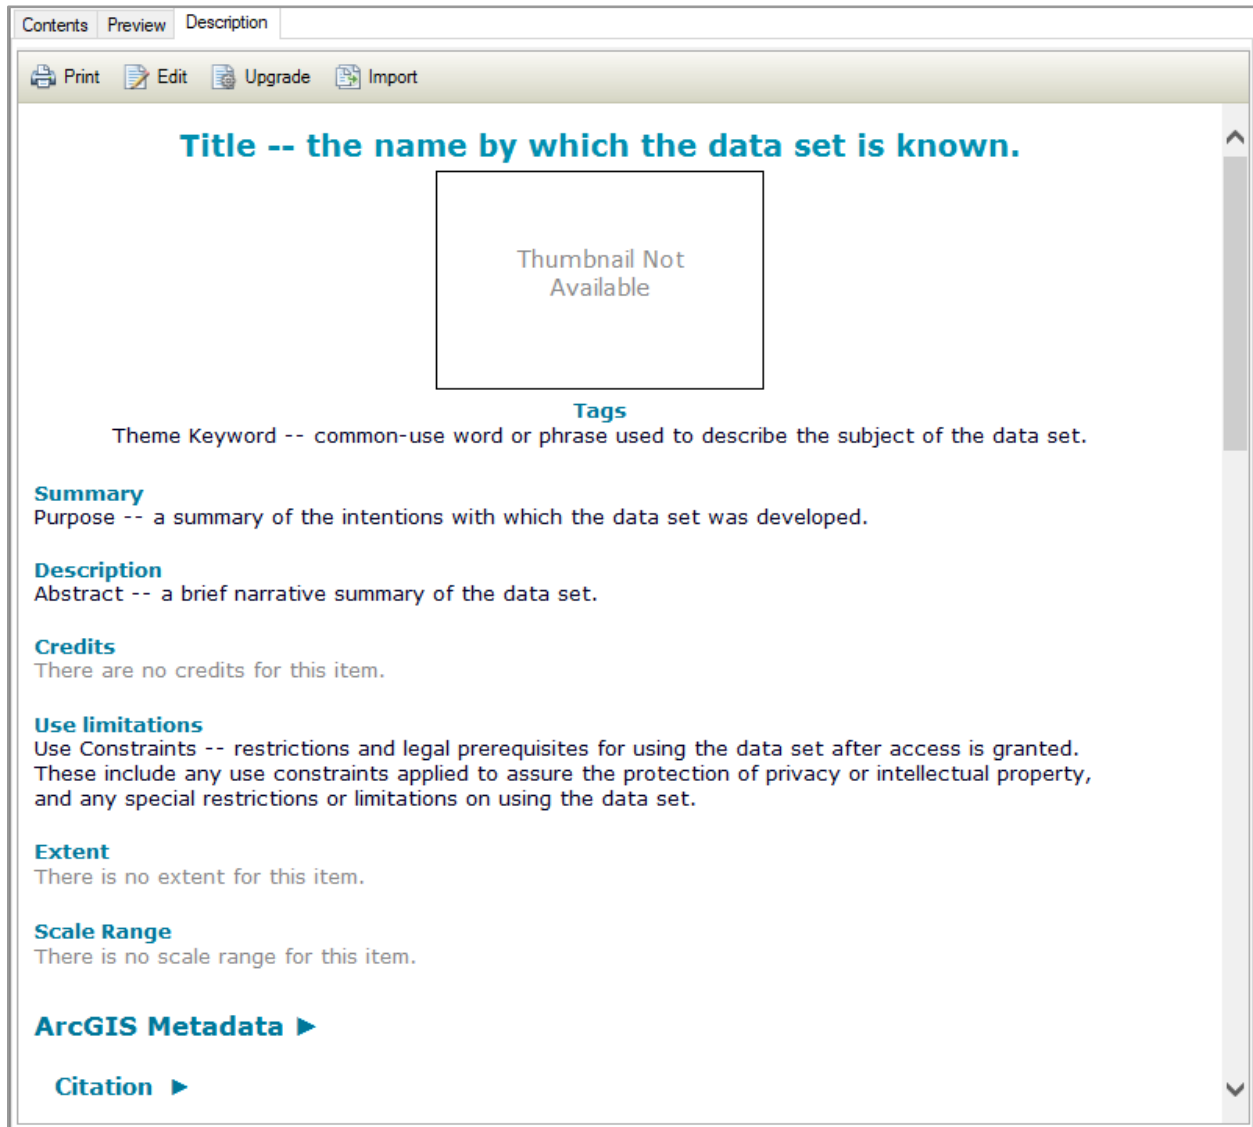 Contents Preview Description
Print Edit Upgrade Import
Title -- the name by which the data set is known.
Thumbnail Not
Available
Tags
Theme Keyword -- common-use word or phrase used to describe the subject of the data set.
Summary
Purpose -- a summary of the intentions with which the data set was developed.
Description
Abstract -- a brief narrative summary of the data set.
Credits
There are no credits for this item.
Use limitations
Use Constraints -- restrictions and legal prerequisites for using the data set after access is granted.
These include any use constraints applied to assure the protection of privacy or intellectual property,
and any special restrictions or limitations on using the data set.
Extent
There is no extent for this item.
Scale Range
There is no scale range for this item.
ArcGIS Metadata ►
Citation ►